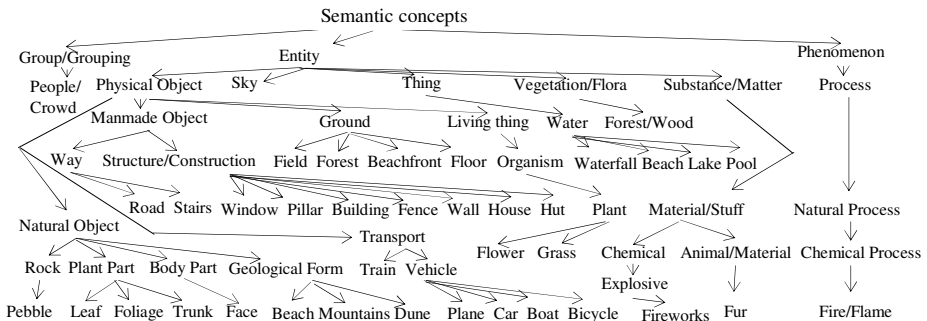 Semantic concepts
Group/Grouping Entity Phenomenon
People/ Crowd Physical Object Sky Thing Vegetation/Flora Substance/Matter Process
Manmade Object Ground Living thing Water Forest/Wood
Way Structure/Construction Field Forest Beachfront Floor Organism Waterfall Beach Lake Pool
Road Stairs Window Pillar Building Fence Wall House Hut Plant Material/Stuff Natural Process
Natural Object Transport Flower Grass Chemical Animal/Material Chemical Process
Rock Plant Part Body Part Geological Form Train Vehicle Explosive
Pebble Leaf Foliage Trunk Face Beach Mountains Dune Plane Car Boat Bicycle Fireworks Fur Fire/Flame